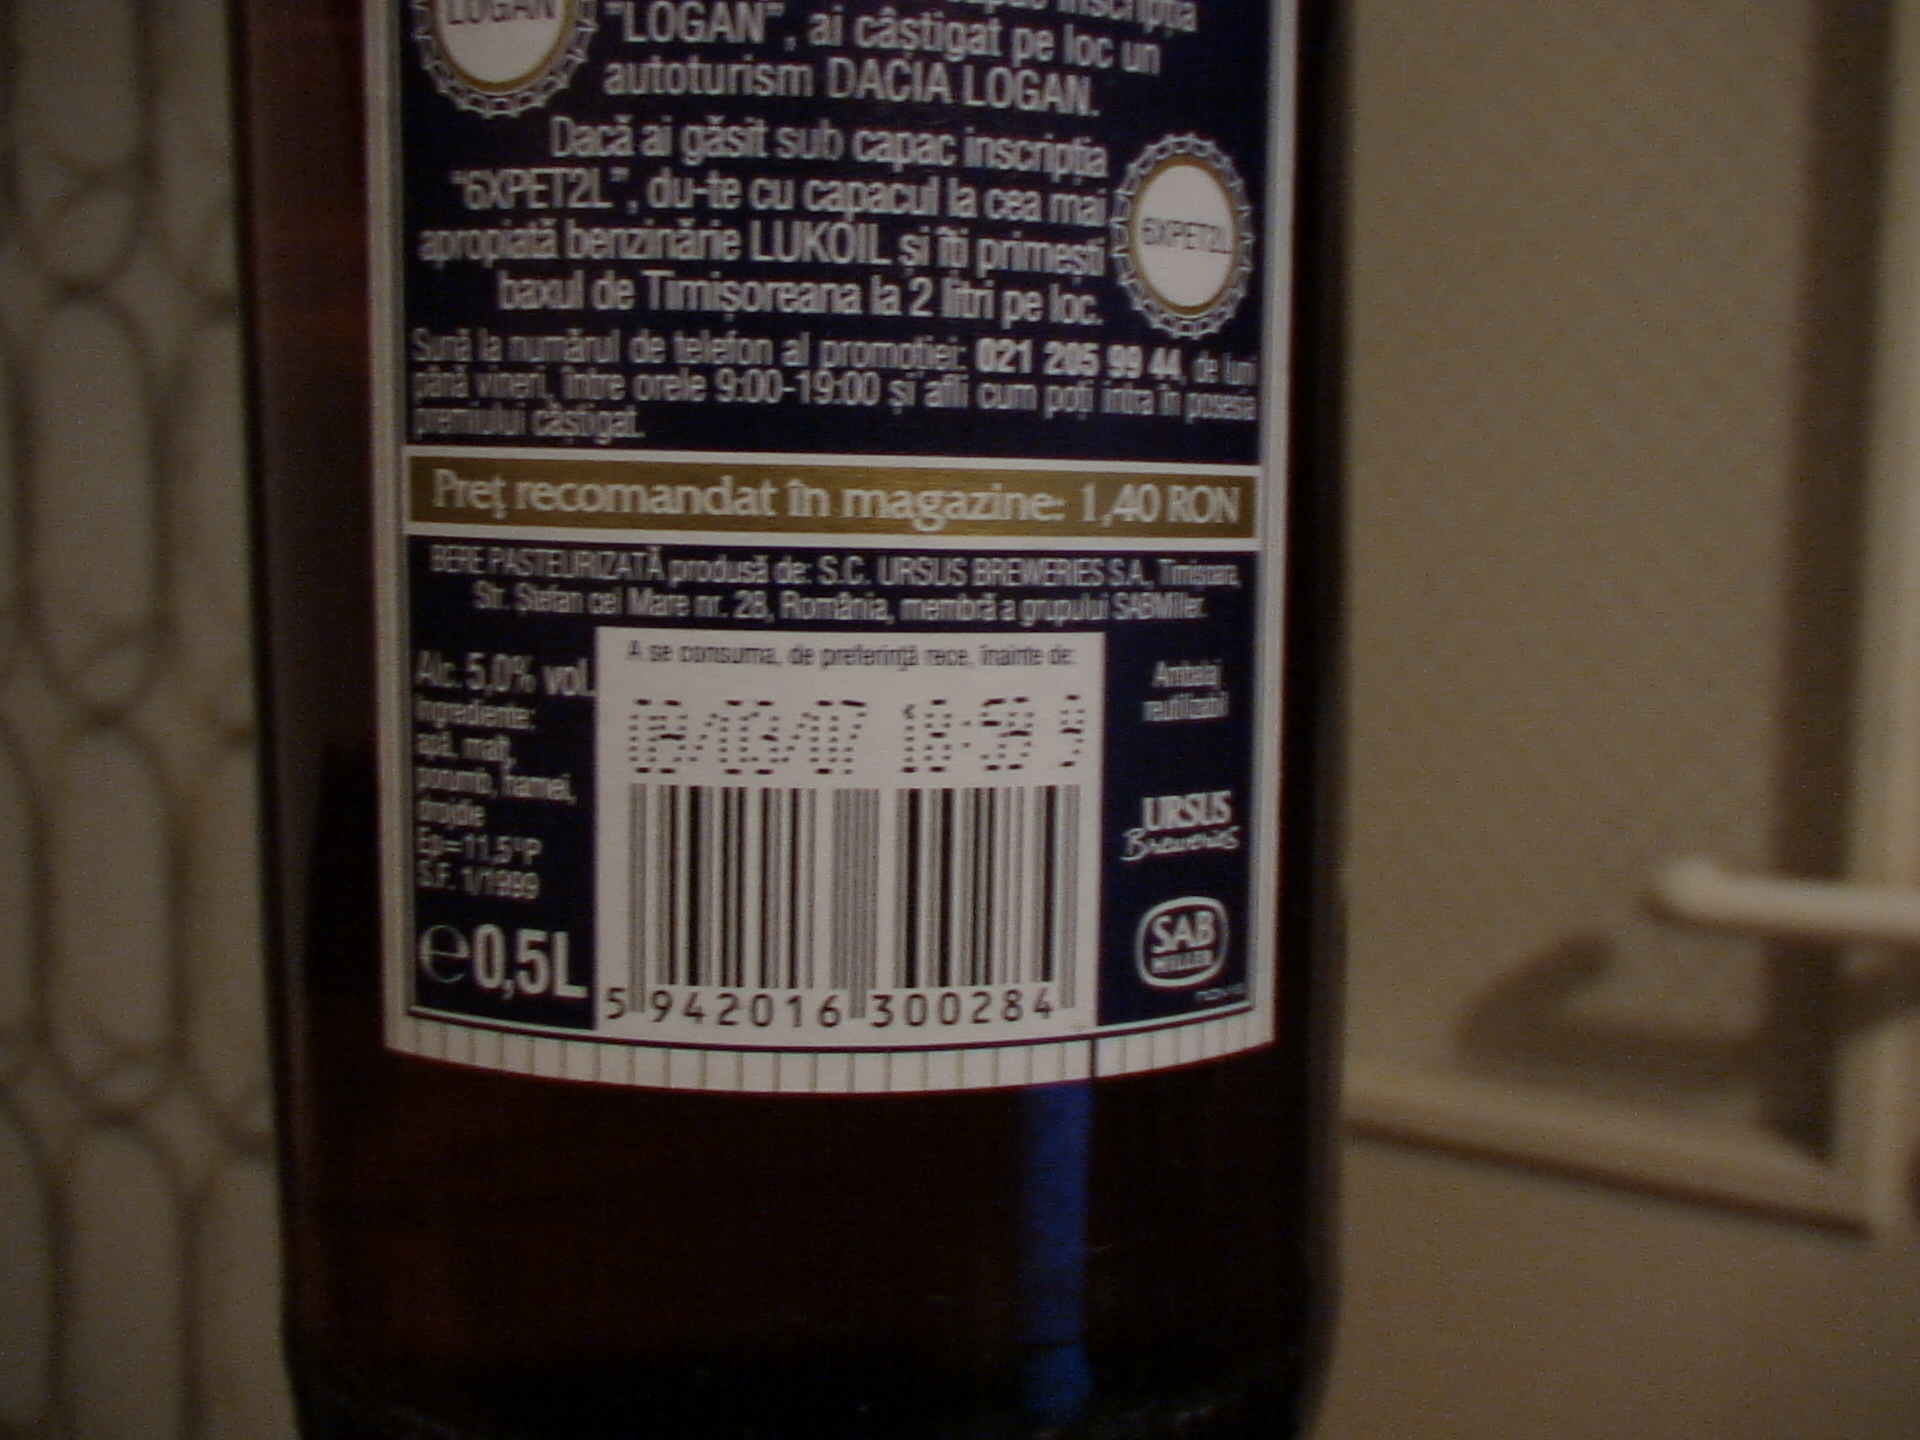 LOGAN
inscripția
"LOGAN", ai câștigat pe loc un
autoturism DACIA LOGAN.
Dacă ai găsit sub capac inscripția
"6XPET2L", du-te cu capacul la cea mai
apropiată benzinărie LUKOIL și îți primești
baxul de Timișoreana la 2 litri pe loc.
6XPET2L
Sună la numărul de telefon al promoției: 021 205 99 44, de luni
până vineri, între orele 9:00-19:00 și afli cum poți intra în posesia
premiului câștigat.
Preț recomandat în magazine: 1,40 RON
BERE PASTEURIZATĂ produsă de: S.C. URSUS BREWERIES S.A., Timișoara,
Str. Ștefan cel Mare nr. 28, România, membră a grupului SABMiller.
A se consuma, de preferință rece, înainte de:
Alc. 5,0% vol.
Ingrediente:
apă, malț,
porumb, hamei,
drojdie
Ep=11,5°P
S.F. 1/1999
e 0,5L
5 942016 300284
Ambalaj
reutilizabil
URSUS
Breweries
SAB
MILLER